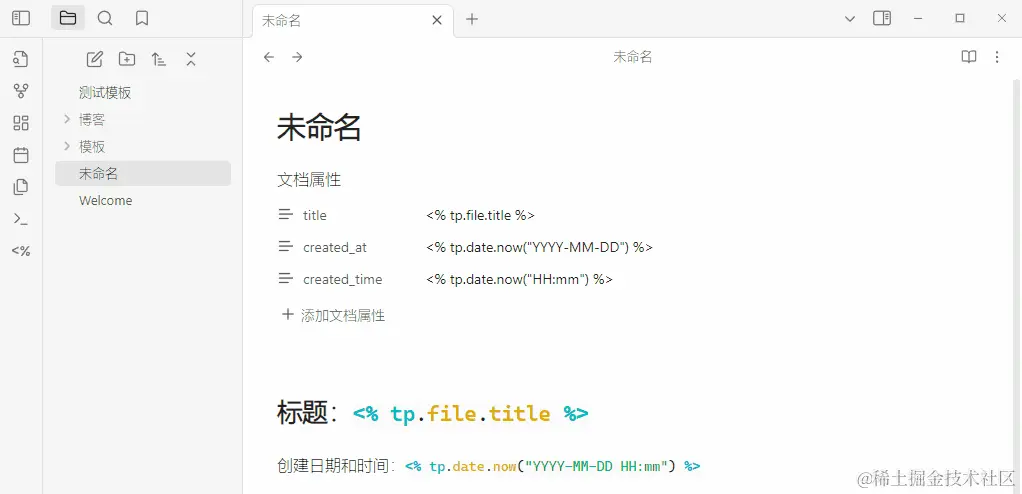 未命名
未命名
测试模板
博客
模板
未命名
Welcome
<%
未命名
文档属性
title <% tp.file.title %>
created_at <% tp.date.now("YYYY-MM-DD") %>
created_time <% tp.date.now("HH:mm") %>
添加文档属性
标题：<% tp.file.title %>
创建日期和时间：<% tp.date.now("YYYY-MM-DD HH:mm") %>
@稀土掘金技术社区